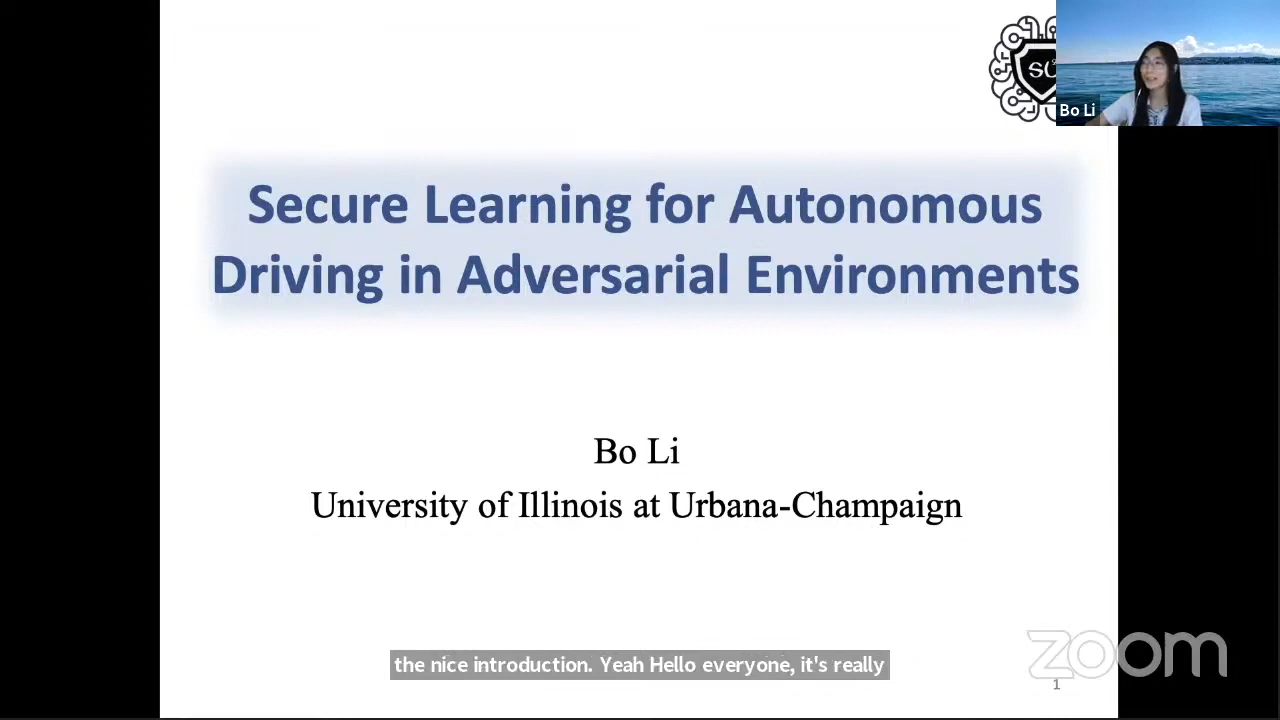 Bo Li
Secure Learning for Autonomous
Driving in Adversarial Environments
Bo Li
University of Illinois at Urbana-Champaign
the nice introduction. Yeah Hello everyone, it's really
zoom
1